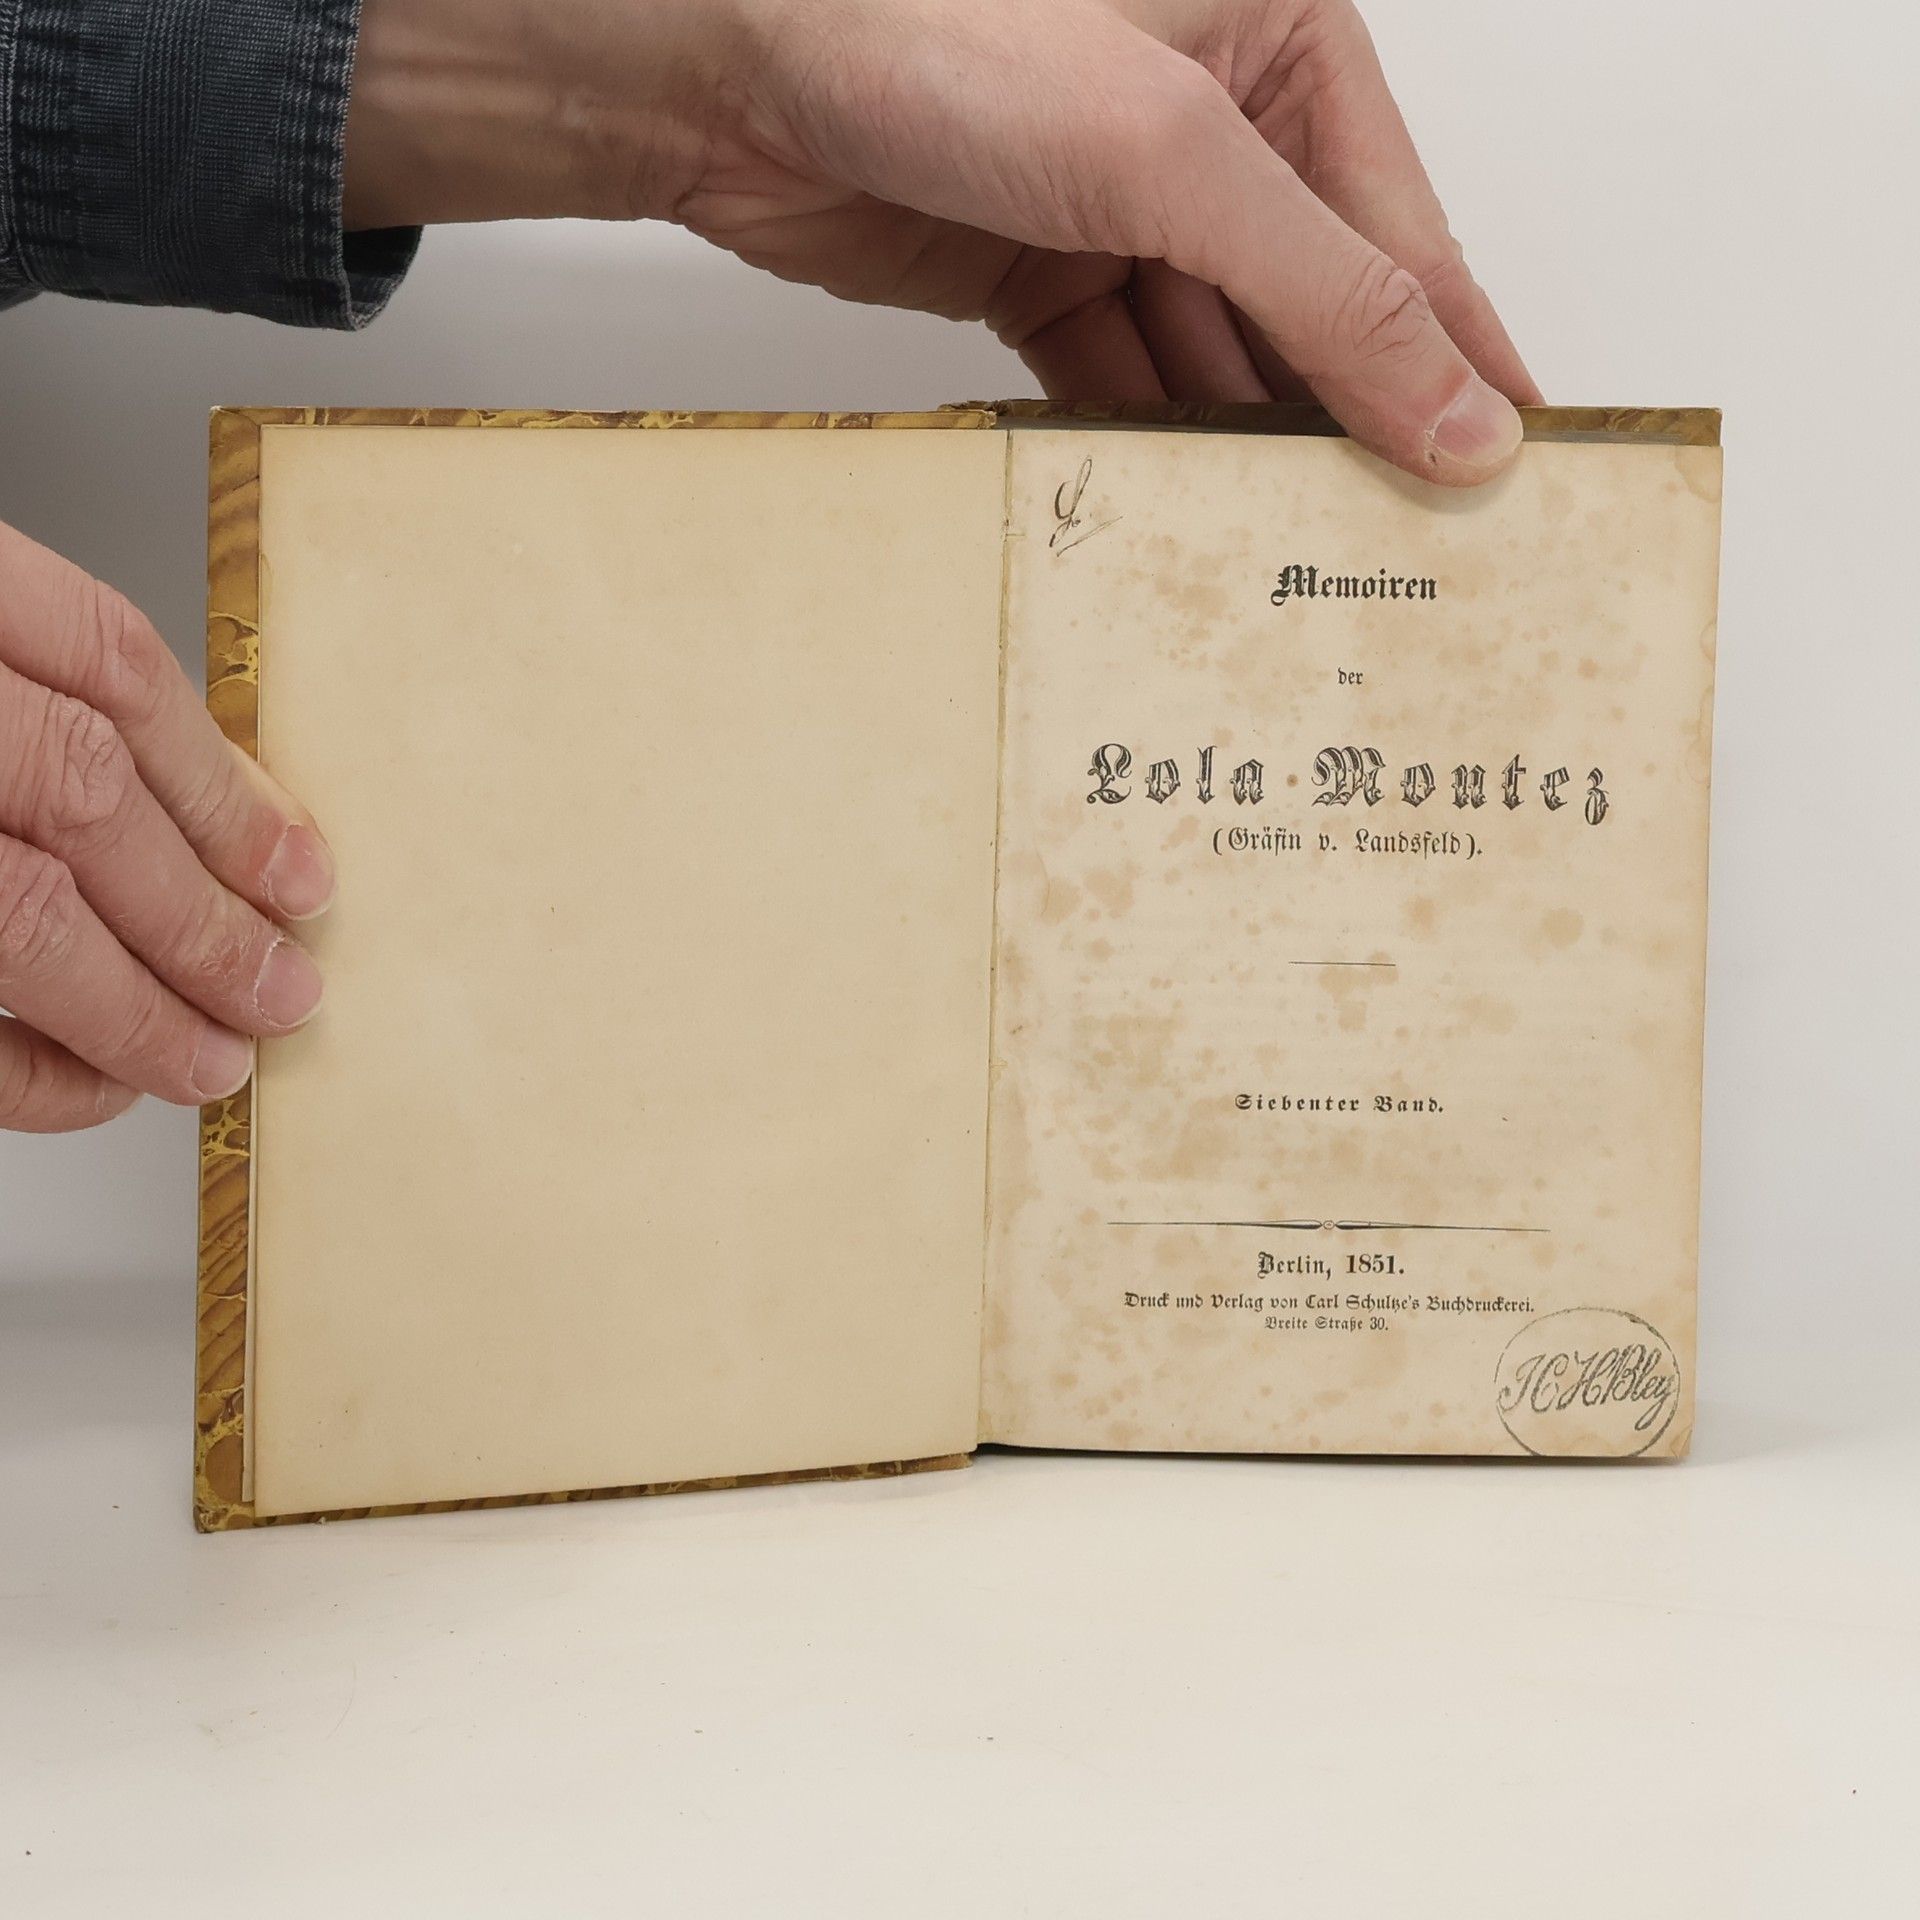 Memoiren
der
Lola Montez
(Gräfin v. Landsfeld).
Siebenter Band.
Berlin, 1851.
Druck und Verlag von Carl Schultze's Buchdruckerei.
Breite Straße 30.
JCHBley